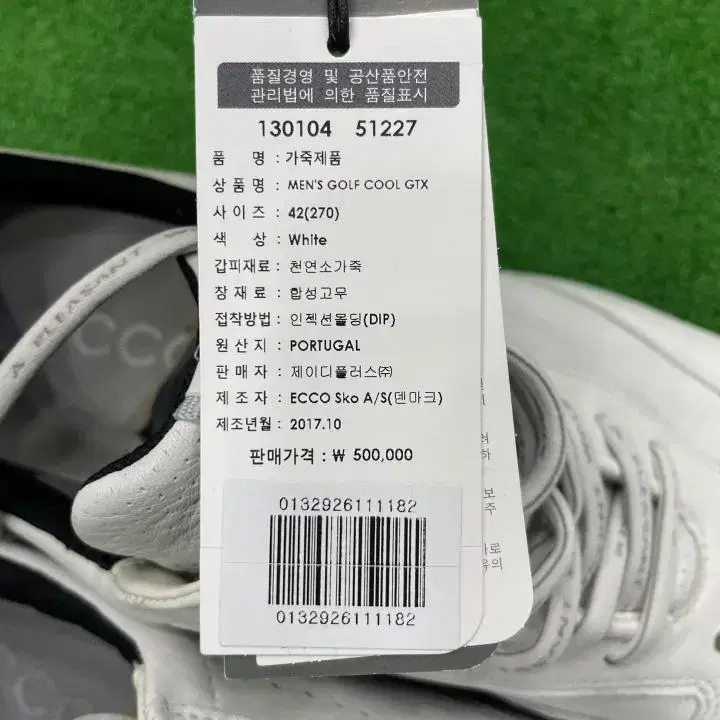 품질경영 및 공산품안전
관리법에 의한 품질표시
130104 51227
품 명 : 가죽제품
상 품 명 : MEN'S GOLF COOL GTX
사 이 즈 : 42(270)
색 상 : White
갑피재료 : 천연소가죽
창 재 료 : 합성고무
접착방법 : 인젝션몰딩(DIP)
원 산 지 : PORTUGAL
판 매 자 : 제이디플러스㈜
제 조 자 : ECCO Sko A/S(덴마크)
제조년월 : 2017.10
판매가격 : ₩ 500,000
0132926111182
0132926111182
A PLEASANT